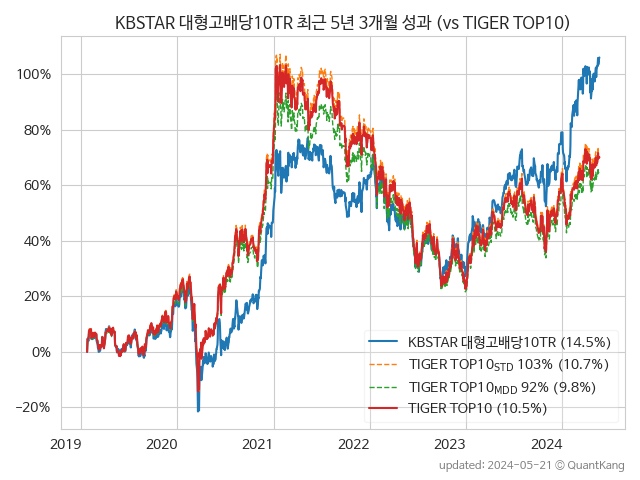 KBSTAR 대형고배당10TR 최근 5년 3개월 성과 (vs TIGER TOP10)
100%
80%
60%
40%
20%
0%
−20%
KBSTAR 대형고배당10TR (14.5%)
TIGER TOP10STD 103% (10.7%)
TIGER TOP10MDD 92% (9.8%)
TIGER TOP10 (10.5%)
2019 2020 2021 2022 2023 2024
updated: 2024-05-21 © QuantKang